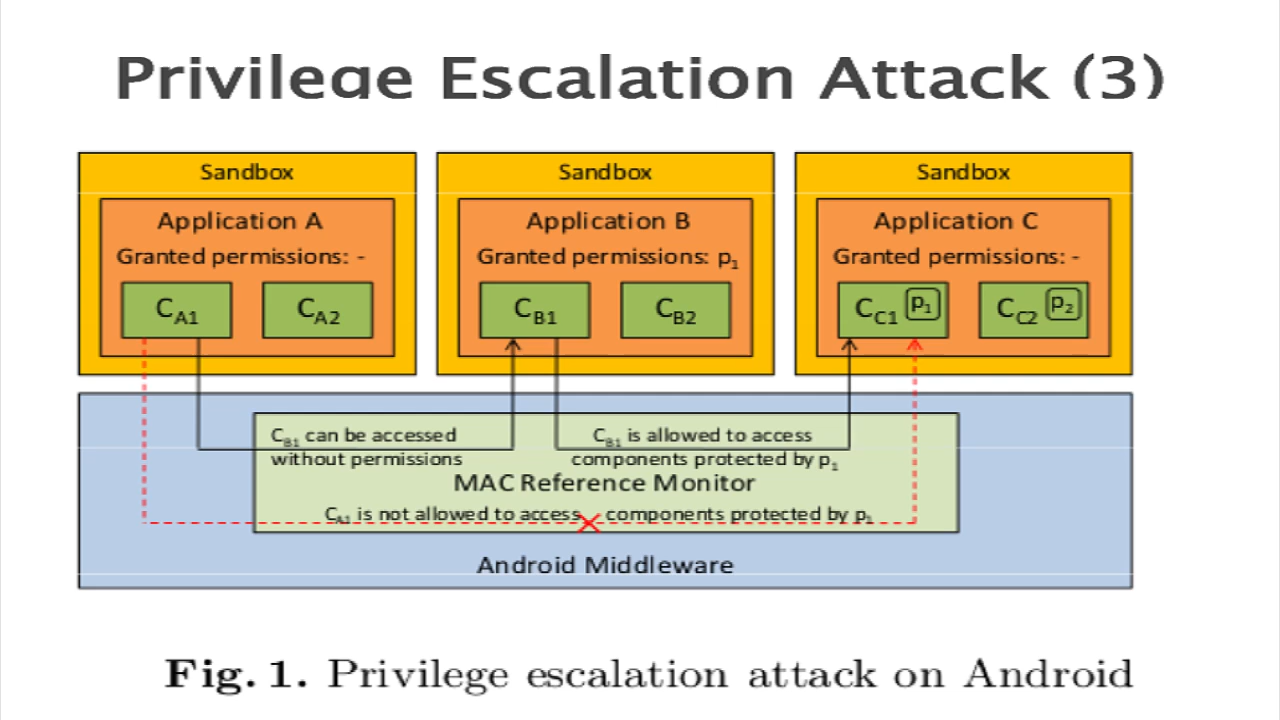 Privilege Escalation Attack (3)
Sandbox
Application A
Granted permissions: -
CA1
CA2
Sandbox
Application B
Granted permissions: p1
CB1
CB2
Sandbox
Application C
Granted permissions: -
CC1 p1
CC2 p2
CB1 can be accessed
without permissions
CB1 is allowed to access
components protected by p1
MAC Reference Monitor
CA1 is not allowed to access components protected by p1
Android Middleware
Fig. 1. Privilege escalation attack on Android